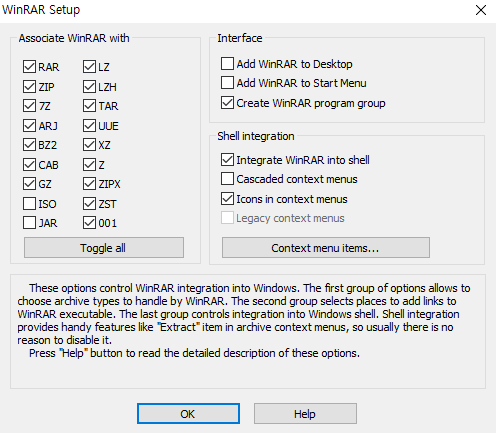 WinRAR Setup
Associate WinRAR with
RAR
LZ
ZIP
LZH
7Z
TAR
ARJ
UUE
BZ2
XZ
CAB
Z
GZ
ZIPX
ISO
ZST
JAR
001
Toggle all
Interface
Add WinRAR to Desktop
Add WinRAR to Start Menu
Create WinRAR program group
Shell integration
Integrate WinRAR into shell
Cascaded context menus
Icons in context menus
Legacy context menus
Context menu items...
These options control WinRAR integration into Windows. The first group of options allows to
choose archive types to handle by WinRAR. The second group selects places to add links to
WinRAR executable. The last group controls integration into Windows shell. Shell integration
provides handy features like "Extract" item in archive context menus, so usually there is no
reason to disable it.
Press "Help" button to read the detailed description of these options.
OK
Help